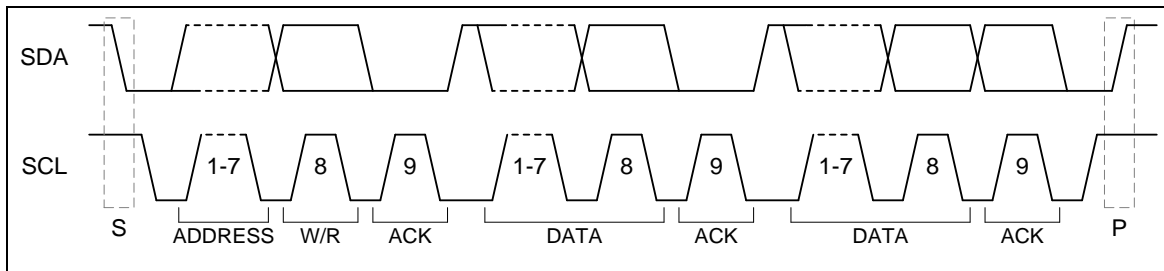 SDA
SCL 1-7 8 9 1-7 8 9 1-7 8 9
S ADDRESS W/R ACK DATA ACK DATA ACK P